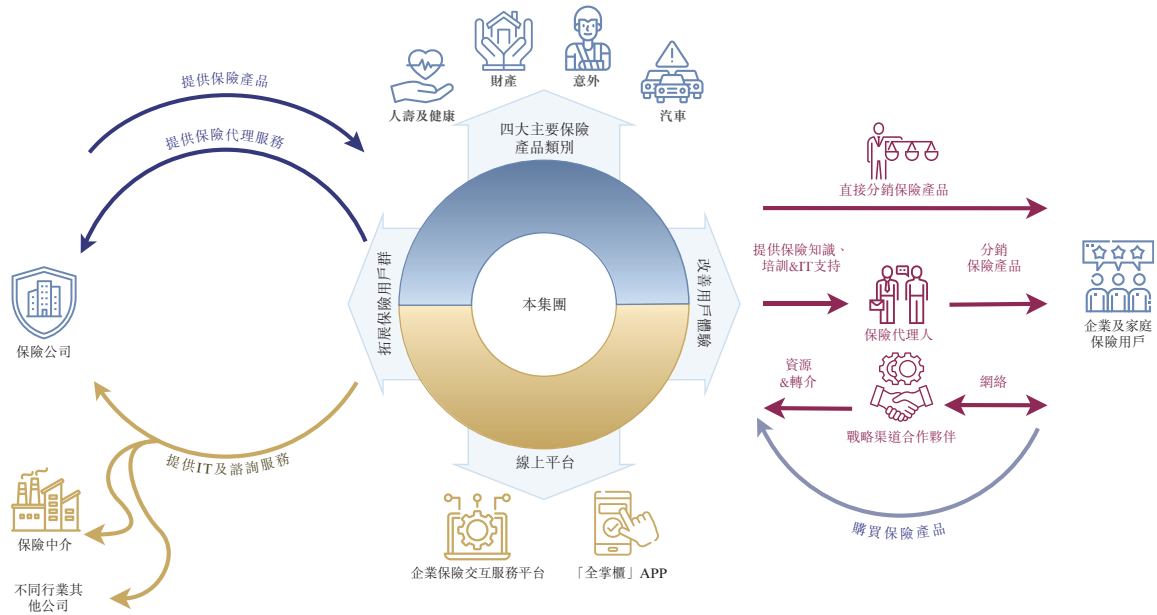 提供保險產品
提供保險代理服務
保險公司
提供IT及諮詢服務
保險中介
不同行業其
他公司
人壽及健康
財產
意外
汽車
四大主要保險
產品類別
拓展保險用戶群
本集團
改善用戶體驗
線上平台
企業保險交互服務平台
「全掌櫃」APP
直接分銷保險產品
提供保險知識、
培訓&IT支持
分銷
保險產品
保險代理人
企業及家庭
保險用戶
資源
&轉介
網絡
戰略渠道合作夥伴
購買保險產品